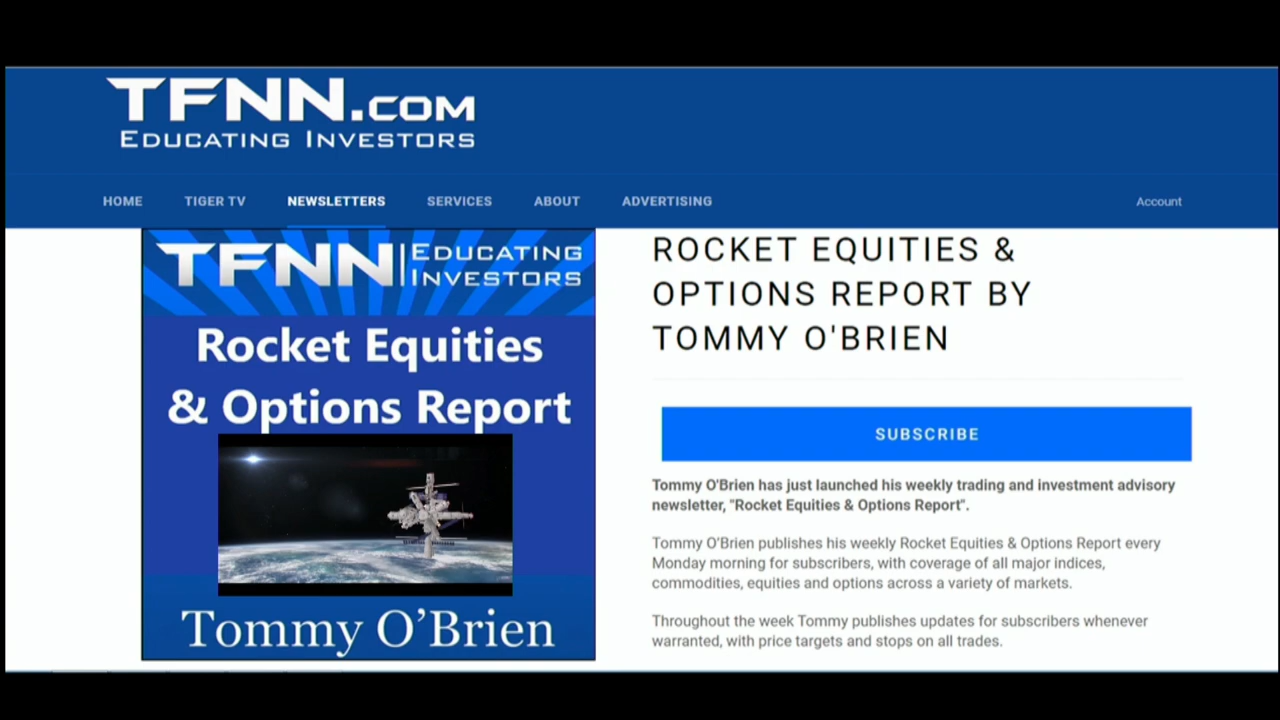 TFNN.COM
EDUCATING INVESTORS
HOME TIGER TV NEWSLETTERS SERVICES ABOUT ADVERTISING Account
TFNN EDUCATING
INVESTORS
Rocket Equities
& Options Report
Tommy O'Brien
ROCKET EQUITIES &
OPTIONS REPORT BY
TOMMY O'BRIEN
SUBSCRIBE
Tommy O'Brien has just launched his weekly trading and investment advisory
newsletter, "Rocket Equities & Options Report".
Tommy O'Brien publishes his weekly Rocket Equities & Options Report every
Monday morning for subscribers, with coverage of all major indices,
commodities, equities and options across a variety of markets.
Throughout the week Tommy publishes updates for subscribers whenever
warranted, with price targets and stops on all trades.